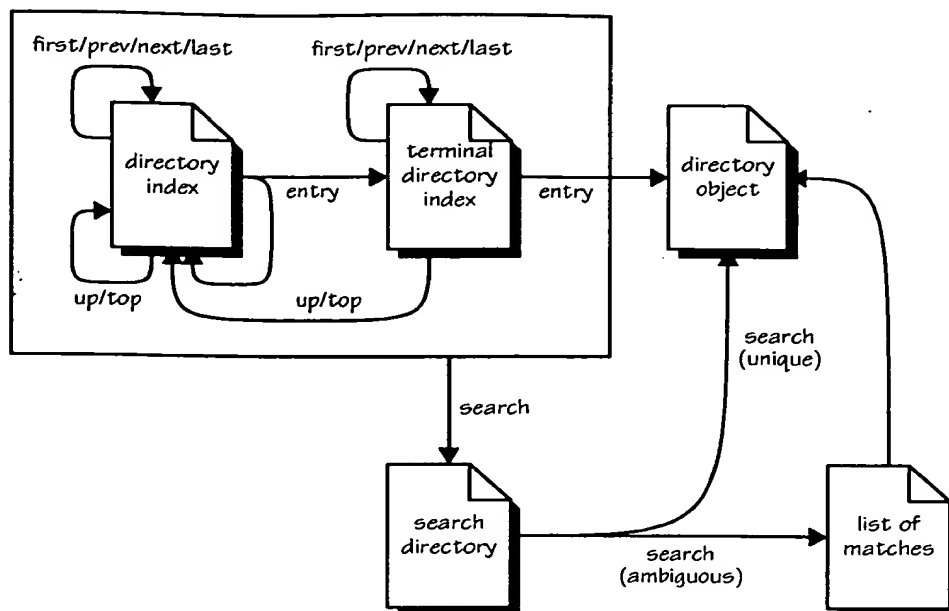 first/prev/next/last
first/prev/next/last
directory
index
entry
terminal
directory
index
entry
directory
object
up/top
up/top
search
(unique)
search
search
directory
search
(ambiguous)
list of
matches